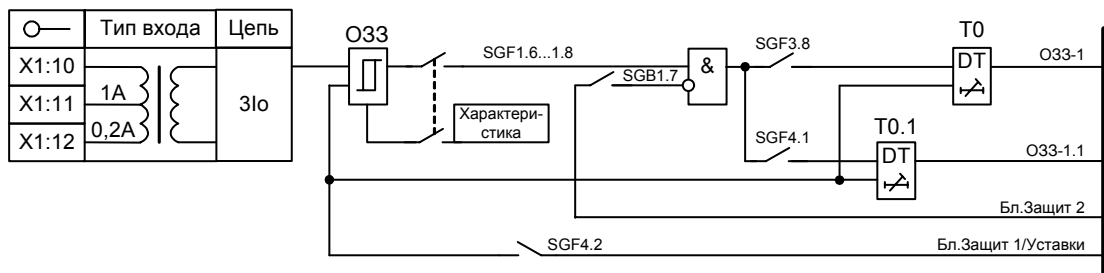 Тип входа
Цепь
X1:10
X1:11
X1:12
1А
0,2А
3Io
ОЗЗ
SGF1.6...1.8
Характери-
стика
SGB1.7
&
SGF3.8
T0
DT
ОЗЗ-1
SGF4.1
T0.1
DT
ОЗЗ-1.1
Бл.Защит 2
SGF4.2
Бл.Защит 1/Уставки